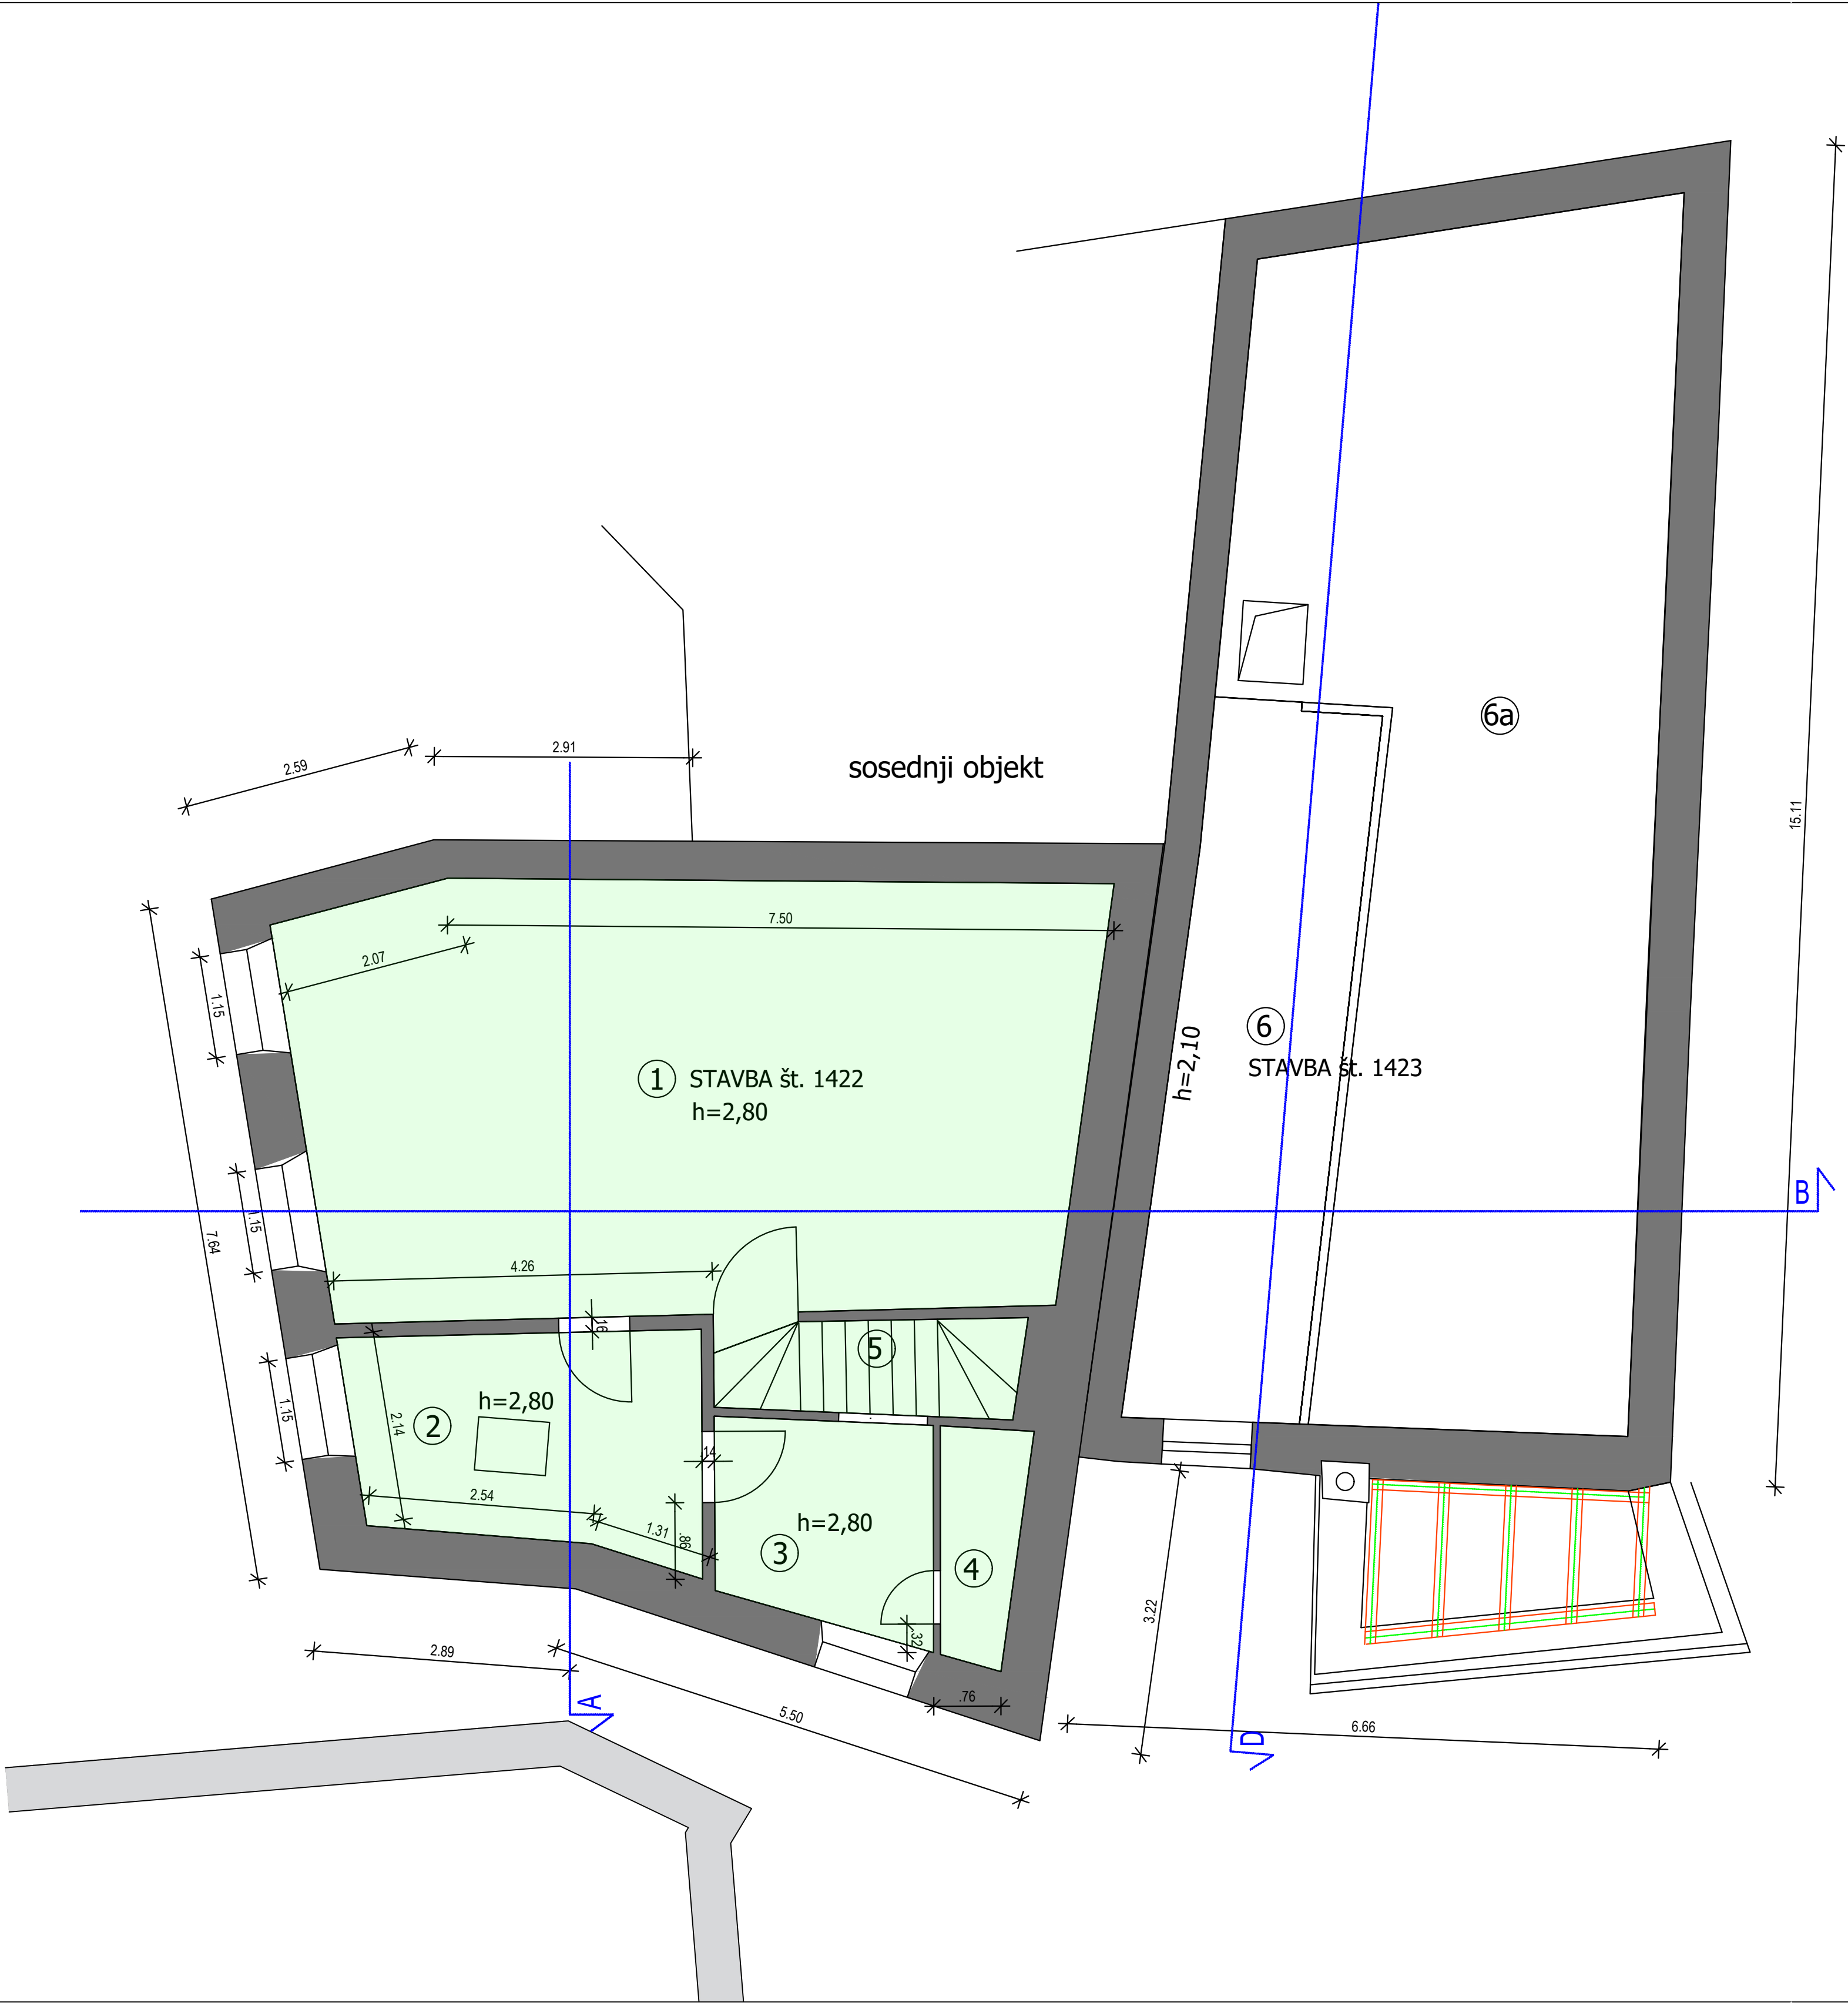 15.11
6a
2.91
2.59
sosednji objekt
7.50
2.07
1.15
6
STAVBA št. 1423
h=2,10
1 STAVBA št. 1422
h=2,80
B
1.15
7.64
4.26
.16
5
h=2,80
2
2.14
1.15
.14
2.54
1.31
.86
h=2,80
3
4
.32
3.22
2.89
.76
A
5.50
6.66
D